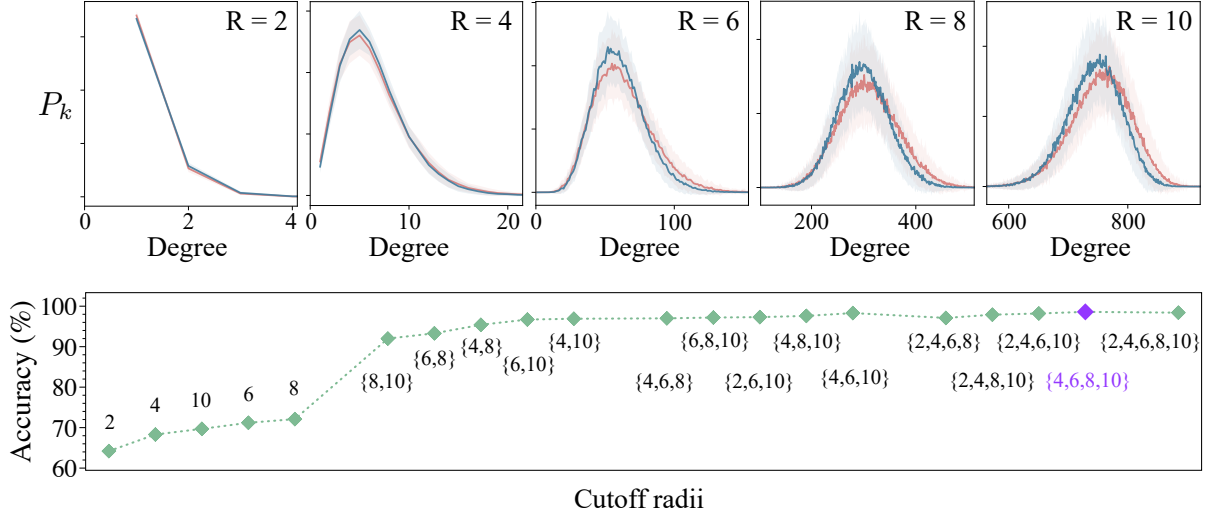 R = 2
R = 4
R = 6
R = 8
R = 10
P_k
0 2 4
0 10 20
0 100
200 400
600 800
Degree
Degree
Degree
Degree
Degree
Accuracy (%)
100
90
80
70
60
2
4
10
6
8
{8,10}
{6,8}
{4,8}
{6,10}
{4,10}
{4,6,8}
{6,8,10}
{2,6,10}
{4,8,10}
{4,6,10}
{2,4,6,8}
{2,4,8,10}
{2,4,6,10}
{4,6,8,10}
{2,4,6,8,10}
Cutoff radii